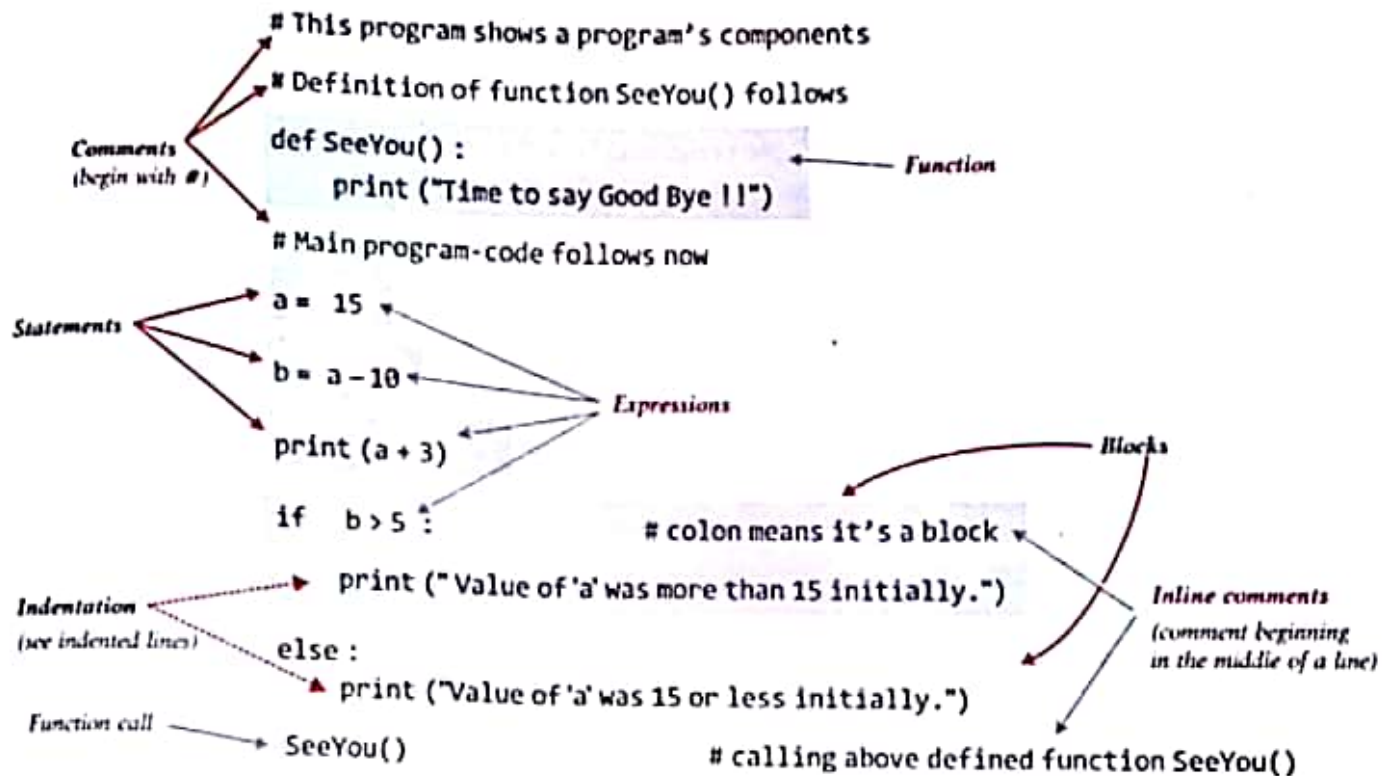 # This program shows a program's components
# Definition of function SeeYou() follows
def SeeYou() :
Comments
(begin with #)
Function
print ("Time to say Good Bye !!")
# Main program-code follows now
a = 15
Statements
b = a – 10
Expressions
print (a + 3)
Blocks
if b > 5 :
# colon means it's a block
print (" Value of 'a' was more than 15 initially.")
Indentation
(see indented lines)
Inline comments
(comment beginning
in the middle of a line)
else :
print ("Value of 'a' was 15 or less initially.")
Function call
SeeYou()
# calling above defined function SeeYou()